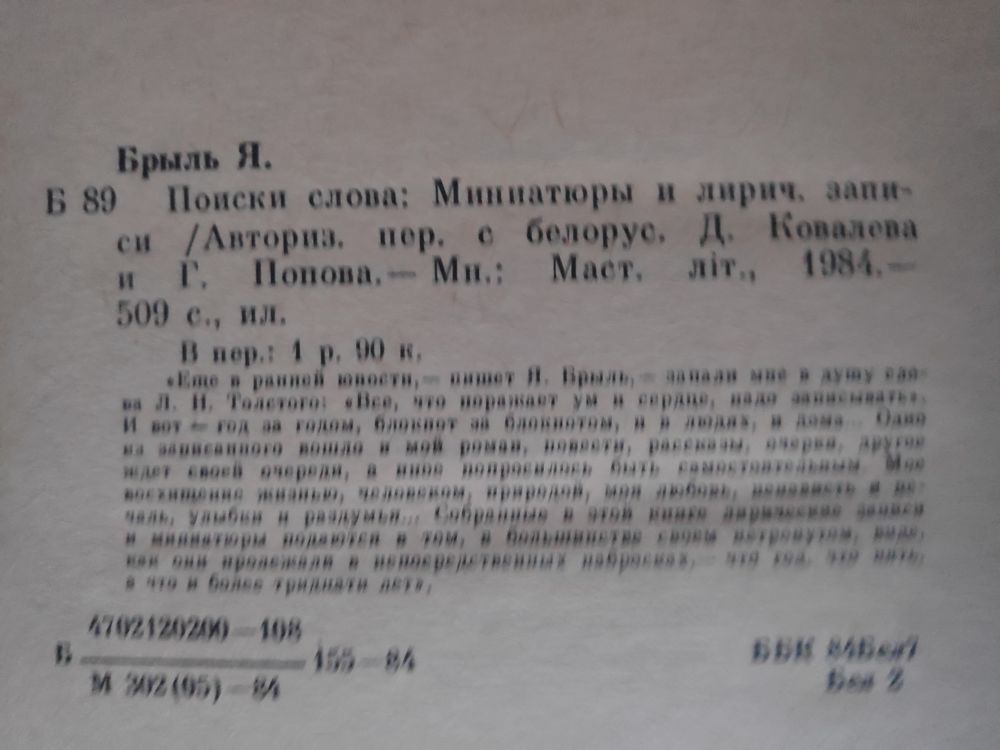 Брыль Я.
Б 89 Поиски слова: Миниатюры и лирич. запи-
си /Авториз. пер. с белорус. Д. Ковалева
и Г. Попова.— Мн.: Маст. літ., 1984.—
509 с., ил.
В пер.: 1 р. 90 к.
«Еще в ранней юности,— пишет Я. Брыль,— запали мне в душу сло-
ва Л. Н. Толстого: «Все, что поражает ум и сердце, надо записывать».
И вот — год за годом, блокнот за блокнотом, и в людях, и дома... Одно
из записанного вошло в мой роман, повести, рассказы, очерки, другое
ждет своей очереди, а иное попросилось быть самостоятельным. Мое
восхищение жизнью, человеком, природой, моя любовь, ненависть и пе-
чаль, улыбки и раздумья... Собранные в этой книге лирические записи
и миниатюры подаются в том, в большинстве своем нетронутом, виде,
как они пролежали в непосредственных набросках,— что год, что пять,
а что и более тридцати лет».
Б 4702120200—108
М 302(05)—84 155—84
ББК 84Бел7
Бел 2